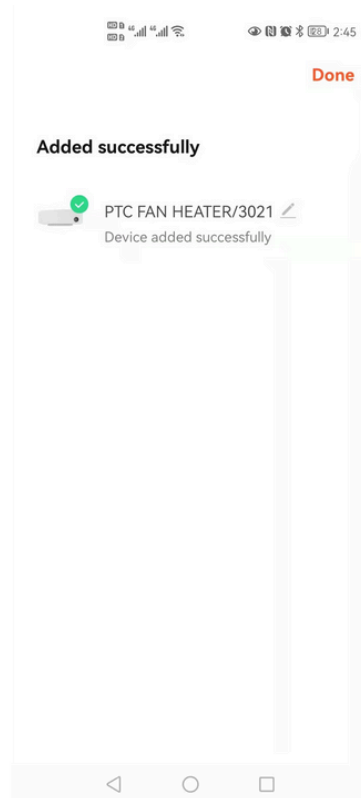 2:45
Done
Added successfully
PTC FAN HEATER/3021
Device added successfully